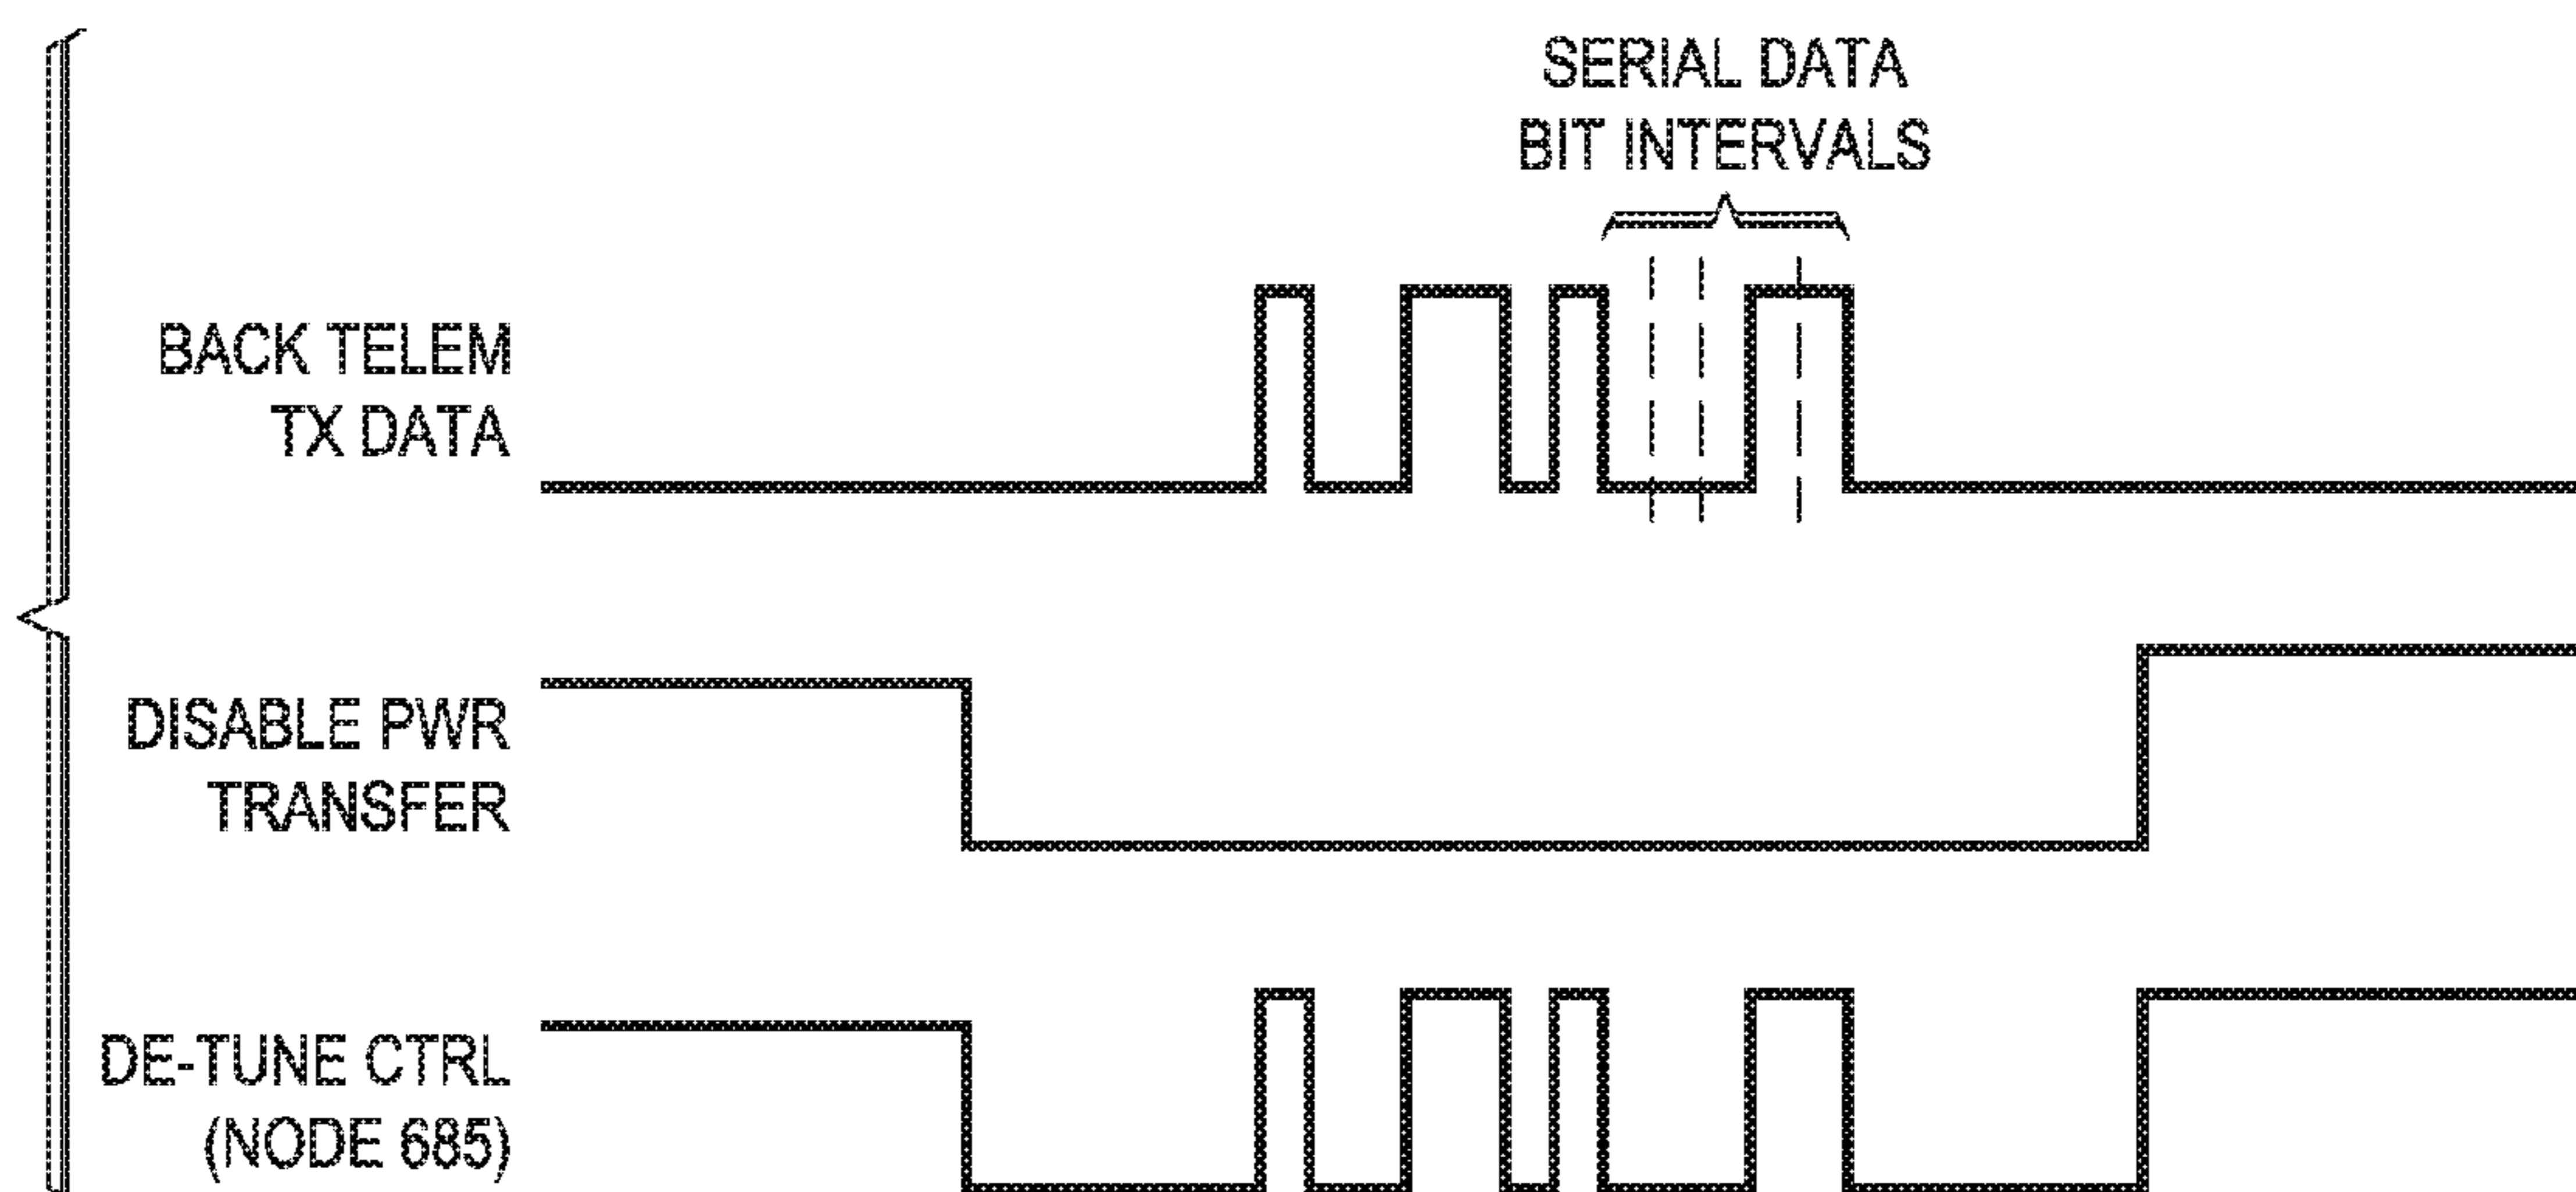 SERIAL DATA
BIT INTERVALS
BACK TELEM
TX DATA
DISABLE PWR
TRANSFER
DE-TUNE CTRL
(NODE 685)